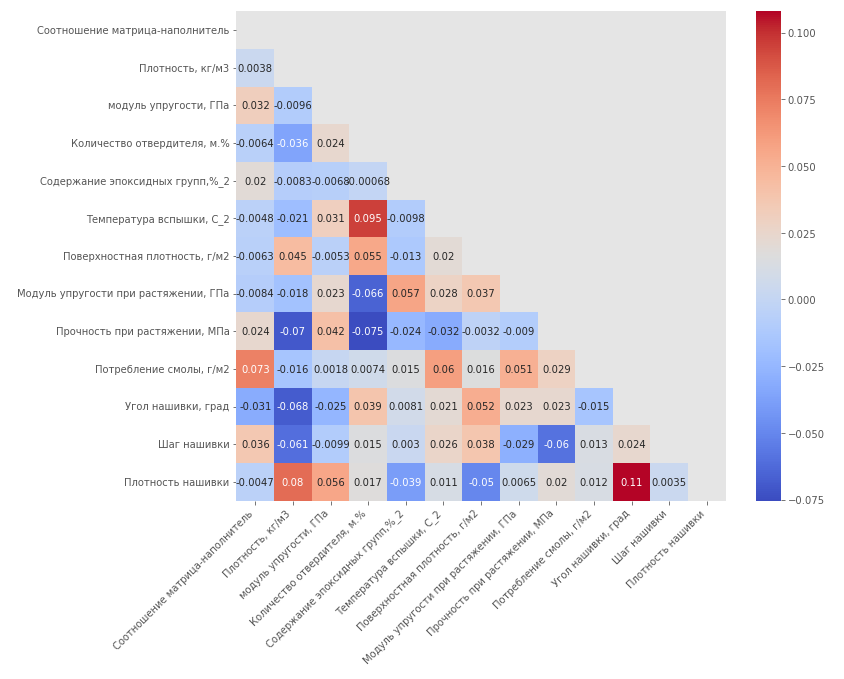 Соотношение матрица-наполнитель
Плотность, кг/м3 0.0038
модуль упругости, ГПа 0.032 -0.0096
Количество отвердителя, м.% -0.0064 -0.036 0.024
Содержание эпоксидных групп,%_2 0.02 -0.0083 -0.0068 -0.00068
Температура вспышки, С_2 -0.0048 -0.021 0.031 0.095 -0.0098
Поверхностная плотность, г/м2 -0.0063 0.045 -0.0053 0.055 -0.013 0.02
Модуль упругости при растяжении, ГПа -0.0084 -0.018 0.023 -0.066 0.057 0.028 0.037
Прочность при растяжении, МПа 0.024 -0.07 0.042 -0.075 -0.024 -0.032 -0.0032 -0.009
Потребление смолы, г/м2 0.073 -0.016 0.0018 0.0074 0.015 0.06 0.016 0.051 0.029
Угол нашивки, град -0.031 -0.068 -0.025 0.039 0.0081 0.021 0.052 0.023 0.023 -0.015
Шаг нашивки 0.036 -0.061 -0.0099 0.015 0.003 0.026 0.038 -0.029 -0.06 0.013 0.024
Плотность нашивки -0.0047 0.08 0.056 0.017 -0.039 0.011 -0.05 0.0065 0.02 0.012 0.11 0.0035
Соотношение матрица-наполнитель
Плотность, кг/м3
модуль упругости, ГПа
Количество отвердителя, м.%
Содержание эпоксидных групп,%_2
Температура вспышки, С_2
Поверхностная плотность, г/м2
Модуль упругости при растяжении, ГПа
Прочность при растяжении, МПа
Потребление смолы, г/м2
Угол нашивки, град
Шаг нашивки
Плотность нашивки
0.100
0.075
0.050
0.025
0.000
−0.025
−0.050
−0.075